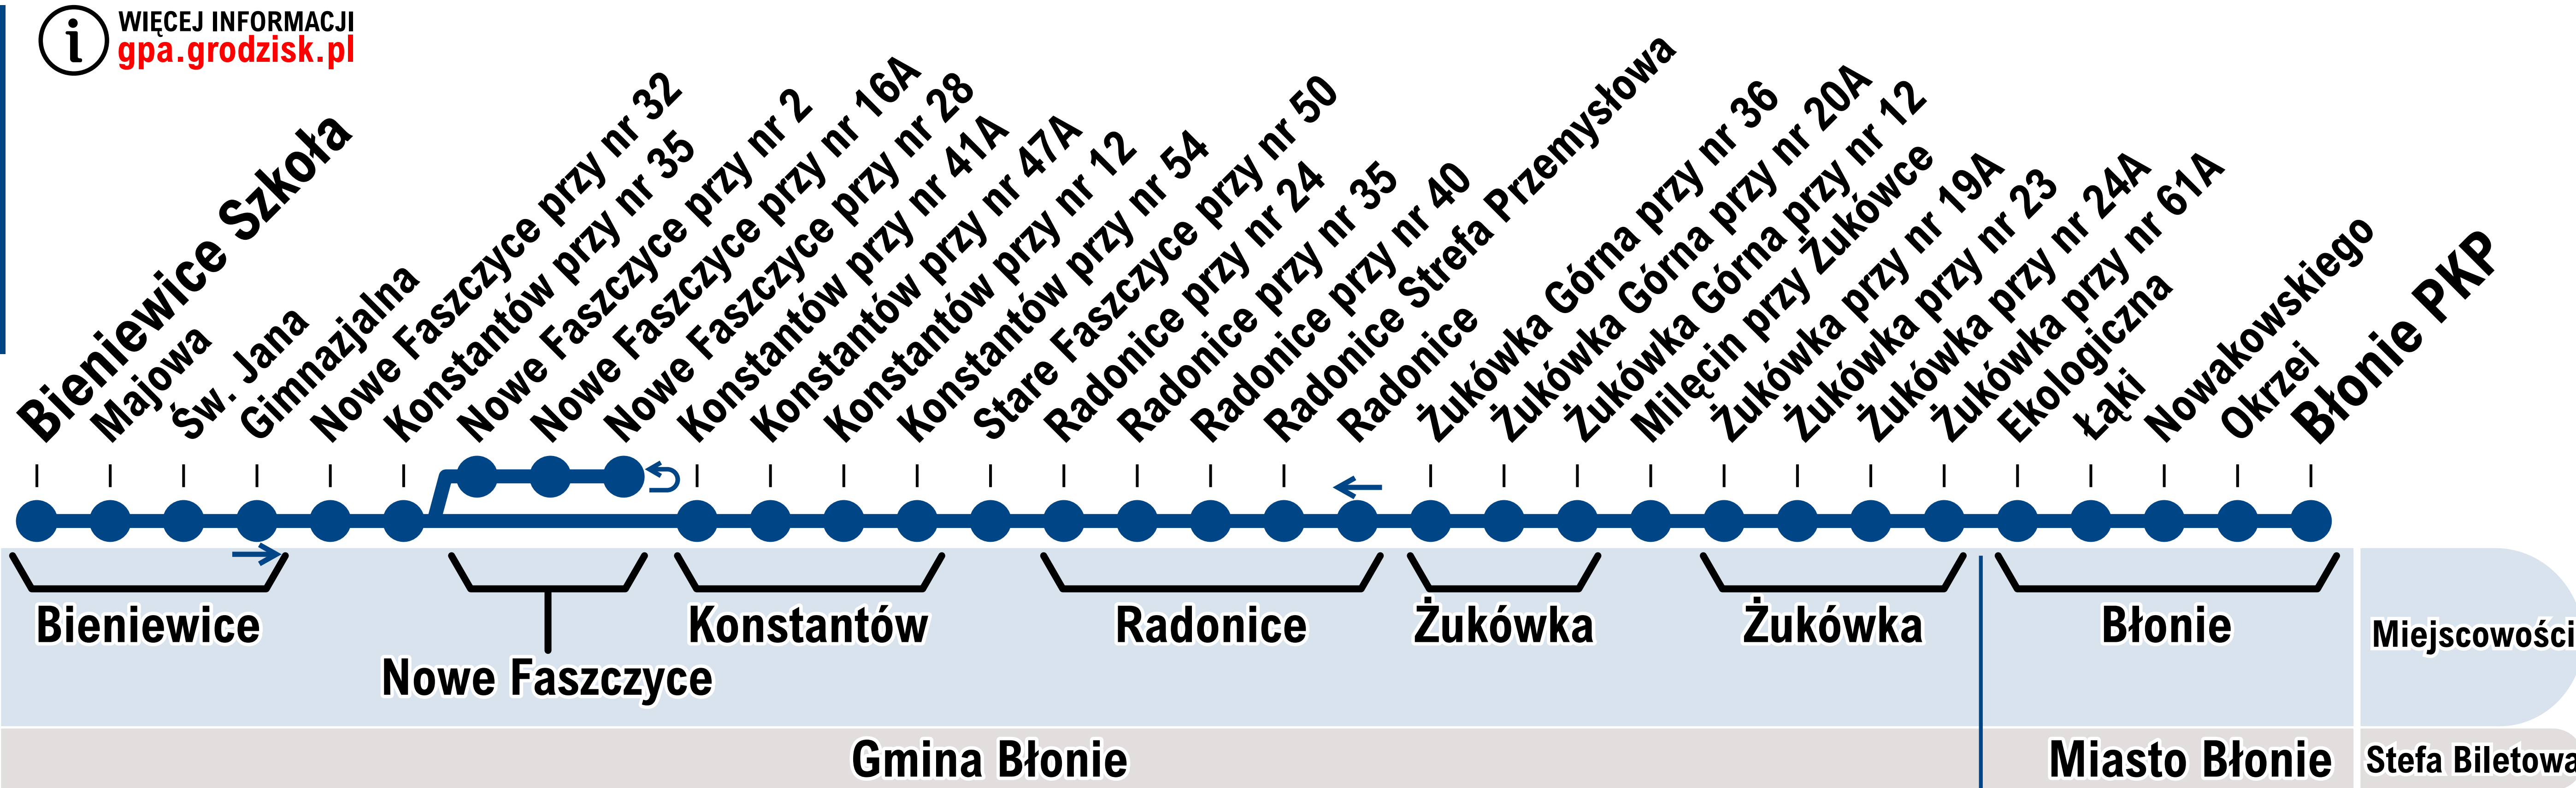 WIĘCEJ INFORMACJI
gpa.grodzisk.pl
Bieniewice Szkoła
Majowa
Św. Jana
Gimnazjalna
Nowe Faszczyce przy nr 32
Konstantów przy nr 35
Nowe Faszczyce przy nr 2
Nowe Faszczyce przy nr 16A
Nowe Faszczyce przy nr 28
Konstantów przy nr 41A
Konstantów przy nr 47A
Konstantów przy nr 12
Konstantów przy nr 54
Stare Faszczyce przy nr 50
Radonice przy nr 24
Radonice przy nr 35
Radonice przy nr 40
Radonice Strefa Przemysłowa
Radonice
Żukówka Górna przy nr 36
Żukówka Górna przy nr 20A
Żukówka Górna przy nr 12
Milęcin przy Żukówce
Żukówka przy nr 19A
Żukówka przy nr 23
Żukówka przy nr 24A
Żukówka przy nr 61A
Ekologiczna
Łąki
Nowakowskiego
Okrzei
Błonie PKP
Bieniewice
Nowe Faszczyce
Konstantów
Radonice
Żukówka
Żukówka
Błonie
Miejscowości
Gmina Błonie
Miasto Błonie
Stefa Biletowa